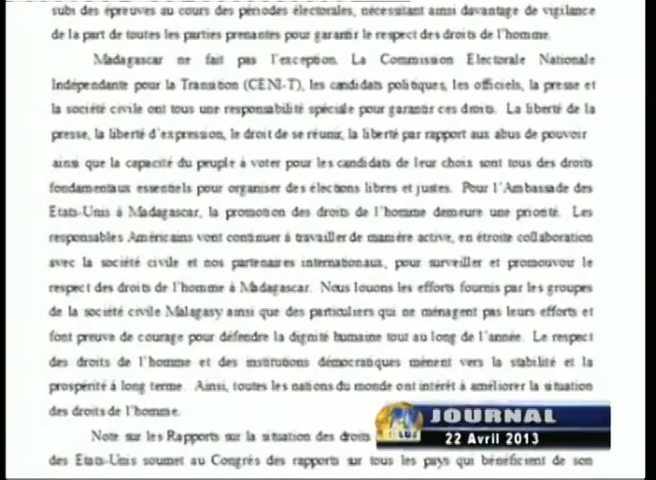 subi des épreuves au cours des périodes électorales, nécessitant ainsi davantage de vigilance
de la part de toutes les parties prenantes pour garantir le respect des droits de l'homme.
Madagascar ne fait pas l'exception. La Commission Electorale Nationale
Indépendante pour la Transition (CENI-T), les candidats politiques, les officiels, la presse et
la société civile ont tous une responsabilité spéciale pour garantir ces droits. La liberté de la
presse, la liberté d'expression, le droit de se réunir, la liberté par rapport aux abus de pouvoir
ainsi que la capacité du peuple à voter pour les candidats de leur choix sont tous des droits
fondamentaux essentiels pour organiser des élections libres et justes. Pour l'Ambassade des
Etats-Unis à Madagascar, la promotion des droits de l'homme demeure une priorité. Les
responsables Américains vont continuer à travailler de manière active, en étroite collaboration
avec la société civile et nos partenaires internationaux, pour surveiller et promouvoir le
respect des droits de l'homme à Madagascar. Nous louons les efforts fournis par les groupes
de la société civile Malagasy ainsi que des particuliers qui ne ménagent pas leurs efforts et
font preuve de courage pour défendre la dignité humaine tout au long de l'année. Le respect
des droits de l'homme et des institutions démocratiques mènent vers la stabilité et la
prospérité à long terme. Ainsi, toutes les nations du monde ont intérêt à améliorer la situation
des droits de l'homme.
JOURNAL
22 Avril 2013
Note sur les Rapports sur la situation des droits
des Etats-Unis soumet au Congrès des rapports sur tous les pays qui bénéficient de son